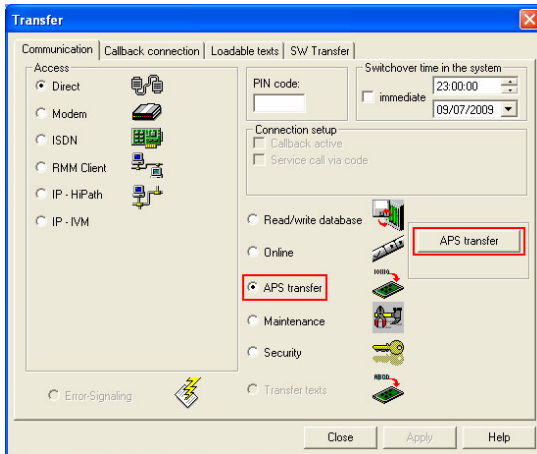 Transfer
Communication
Callback connection
Loadable texts
SW Transfer
Access
Direct
Modem
ISDN
RMM Client
IP - HiPath
IP - IVM
Error-Signaling
PIN code:
Switchover time in the system
immediate
23:00:00
09/07/2009
Connection setup
Callback active
Service call via code
Read/write database
Online
APS transfer
Maintenance
Security
Transfer texts
APS transfer
Close
Apply
Help